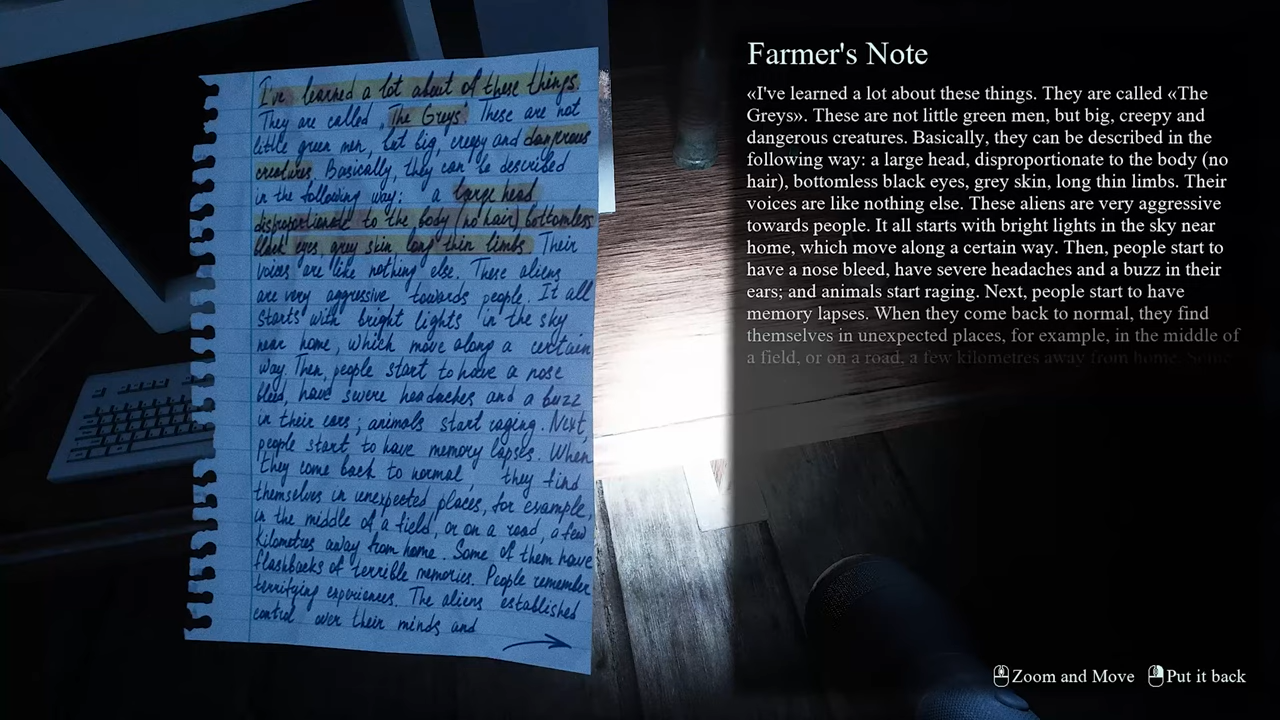 I've learned a lot about of these things.
They are called „The Greys". These are not
little green men, but big, creepy and dangerous
creatures. Basically, they can be described
in the following way: a large head
disproportionate to the body (no hair) bottomless
black eyes, grey skin, long thin limbs. Their
voices are like nothing else. These aliens
are very aggressive towards people. It all
starts with bright lights in the sky
near home, which move along a certain
way. Then, people start to have a nose
bleed, have severe headaches and a buzz
in their ears; animals start raging. Next,
people start to have memory lapses. When
they come back to normal, they find
themselves in unexpected places, for example,
in the middle of a field, or on a road, a few
kilometres away from home. Some of them have
flashbacks of terrible memories. People remember
terrifying experiences. The aliens established
control over their minds and
Farmer's Note
«I've learned a lot about these things. They are called «The
Greys». These are not little green men, but big, creepy and
dangerous creatures. Basically, they can be described in the
following way: a large head, disproportionate to the body (no
hair), bottomless black eyes, grey skin, long thin limbs. Their
voices are like nothing else. These aliens are very aggressive
towards people. It all starts with bright lights in the sky near
home, which move along a certain way. Then, people start to
have a nose bleed, have severe headaches and a buzz in their
ears; and animals start raging. Next, people start to have
memory lapses. When they come back to normal, they find
themselves in unexpected places, for example, in the middle of
a field, or on a road, a few kilometres away from home. Some
Zoom and Move
Put it back